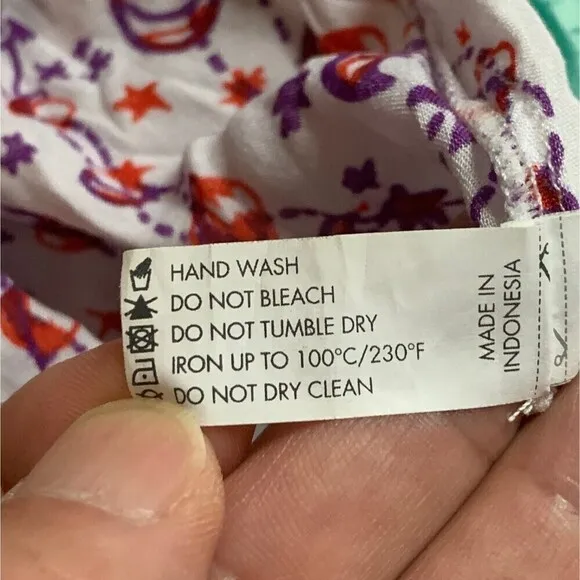 HAND WASH
DO NOT BLEACH
DO NOT TUMBLE DRY
IRON UP TO 100°C/230°F
DO NOT DRY CLEAN
MADE IN
INDONESIA